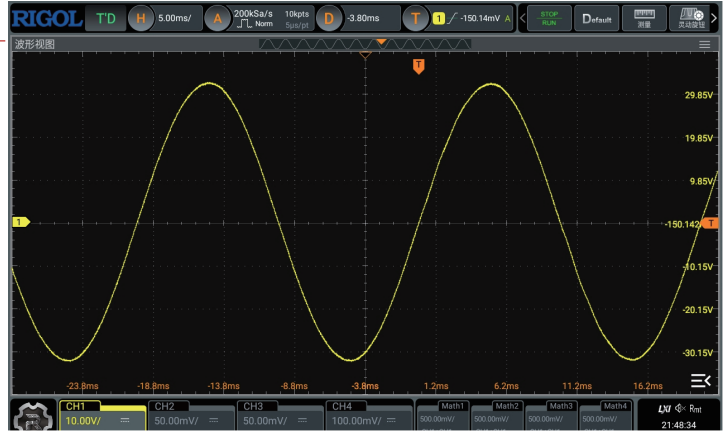 RIGOL T'D H 5.00ms/ A 200kSa/s Norm 10kpts 5μs/pt D -3.80ms T 1 -150.14mV A STOP RUN Default 测量 灵动旋钮
波形视图
T
29.85V
19.85V
9.85V
1 -150.142 T
-10.15V
-20.15V
-30.15V
-23.8ms -18.8ms -13.8ms -8.8ms -3.8ms 1.2ms 6.2ms 11.2ms 16.2ms
CH1 CH2 CH3 CH4 Math1 Math2 Math3 Math4 LXI Rmt
10.00V/ 50.00mV/ 50.00mV/ 100.00mV/ 500.00mV/ 500.00mV/ 500.00mV/ 500.00mV/
21:48:34